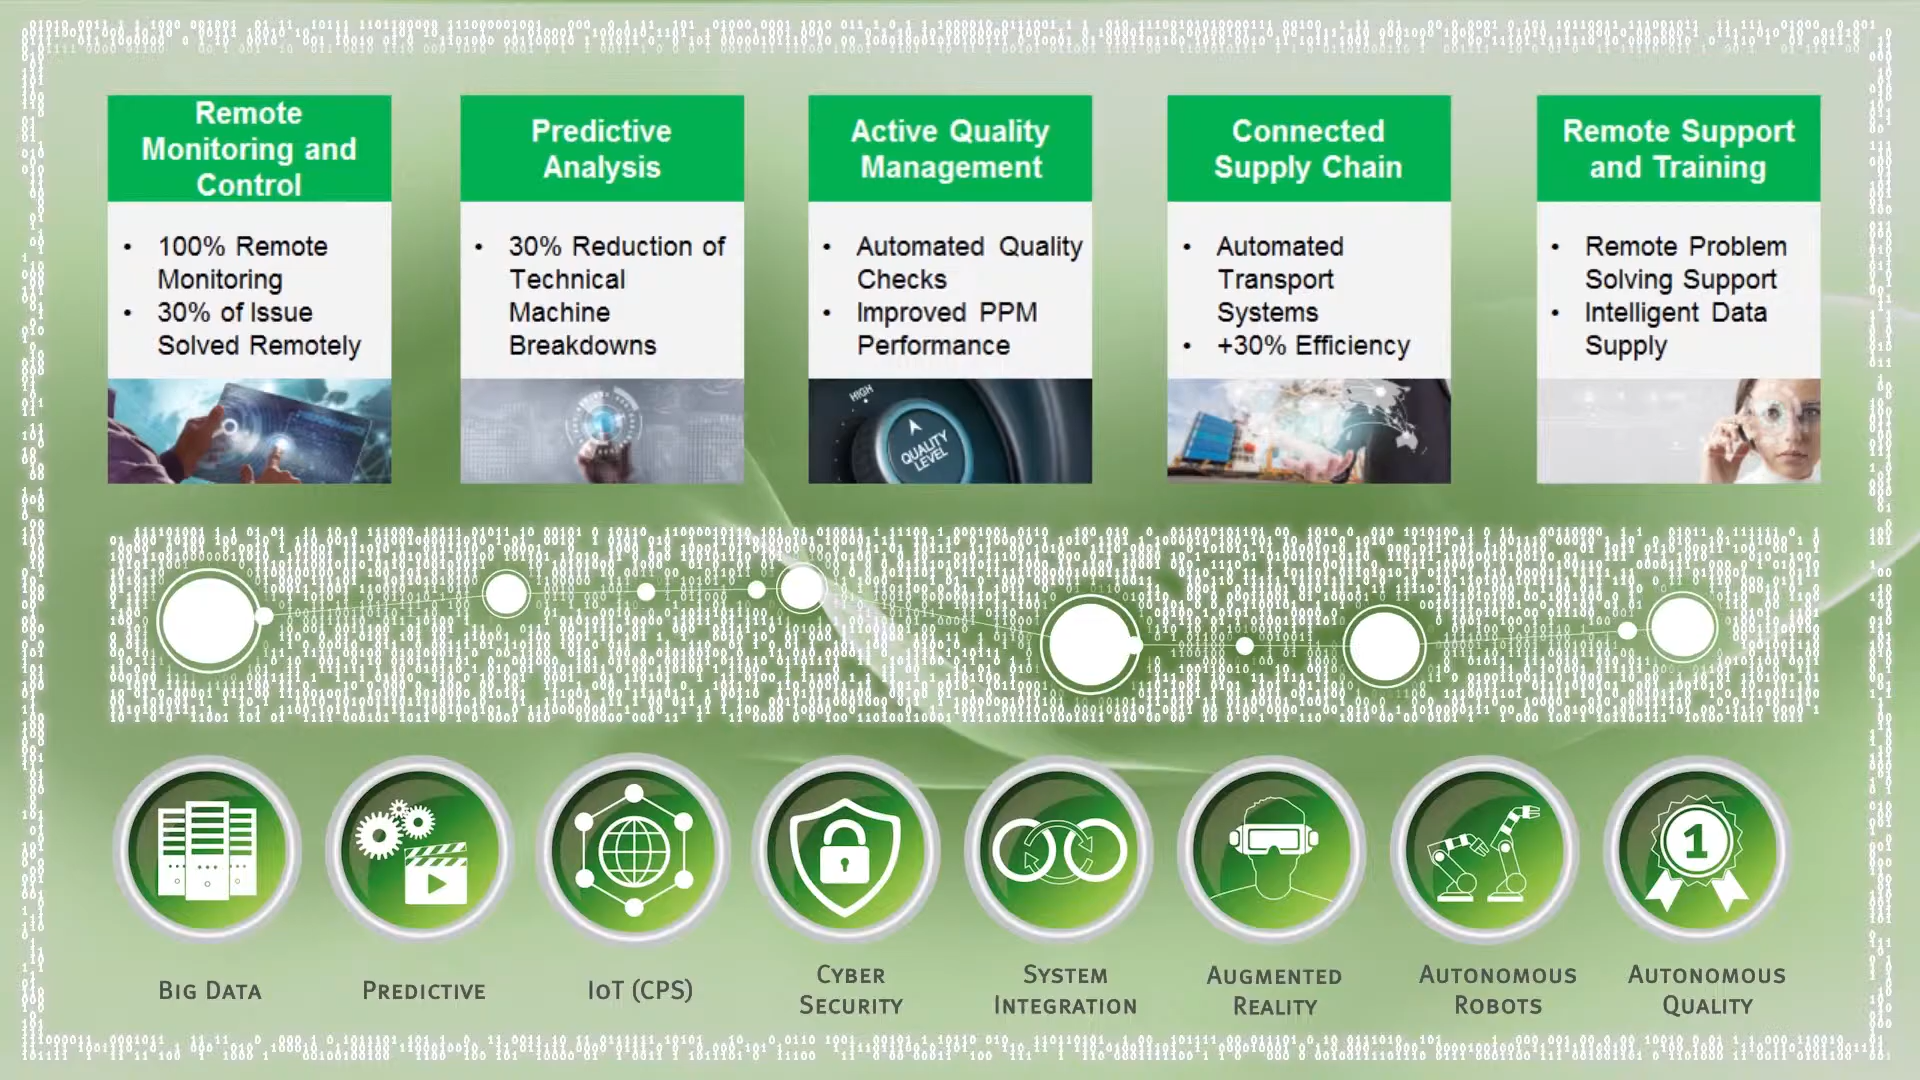 Remote
Monitoring and
Control
• 100% Remote
Monitoring
• 30% of Issue
Solved Remotely
Predictive
Analysis
• 30% Reduction of
Technical
Machine
Breakdowns
Active Quality
Management
• Automated Quality
Checks
• Improved PPM
Performance
HIGH
QUALITY
LEVEL
Connected
Supply Chain
• Automated
Transport
Systems
• +30% Efficiency
Remote Support
and Training
• Remote Problem
Solving Support
• Intelligent Data
Supply
BIG DATA
PREDICTIVE
IoT (CPS)
CYBER
SECURITY
SYSTEM
INTEGRATION
AUGMENTED
REALITY
AUTONOMOUS
ROBOTS
1
AUTONOMOUS
QUALITY